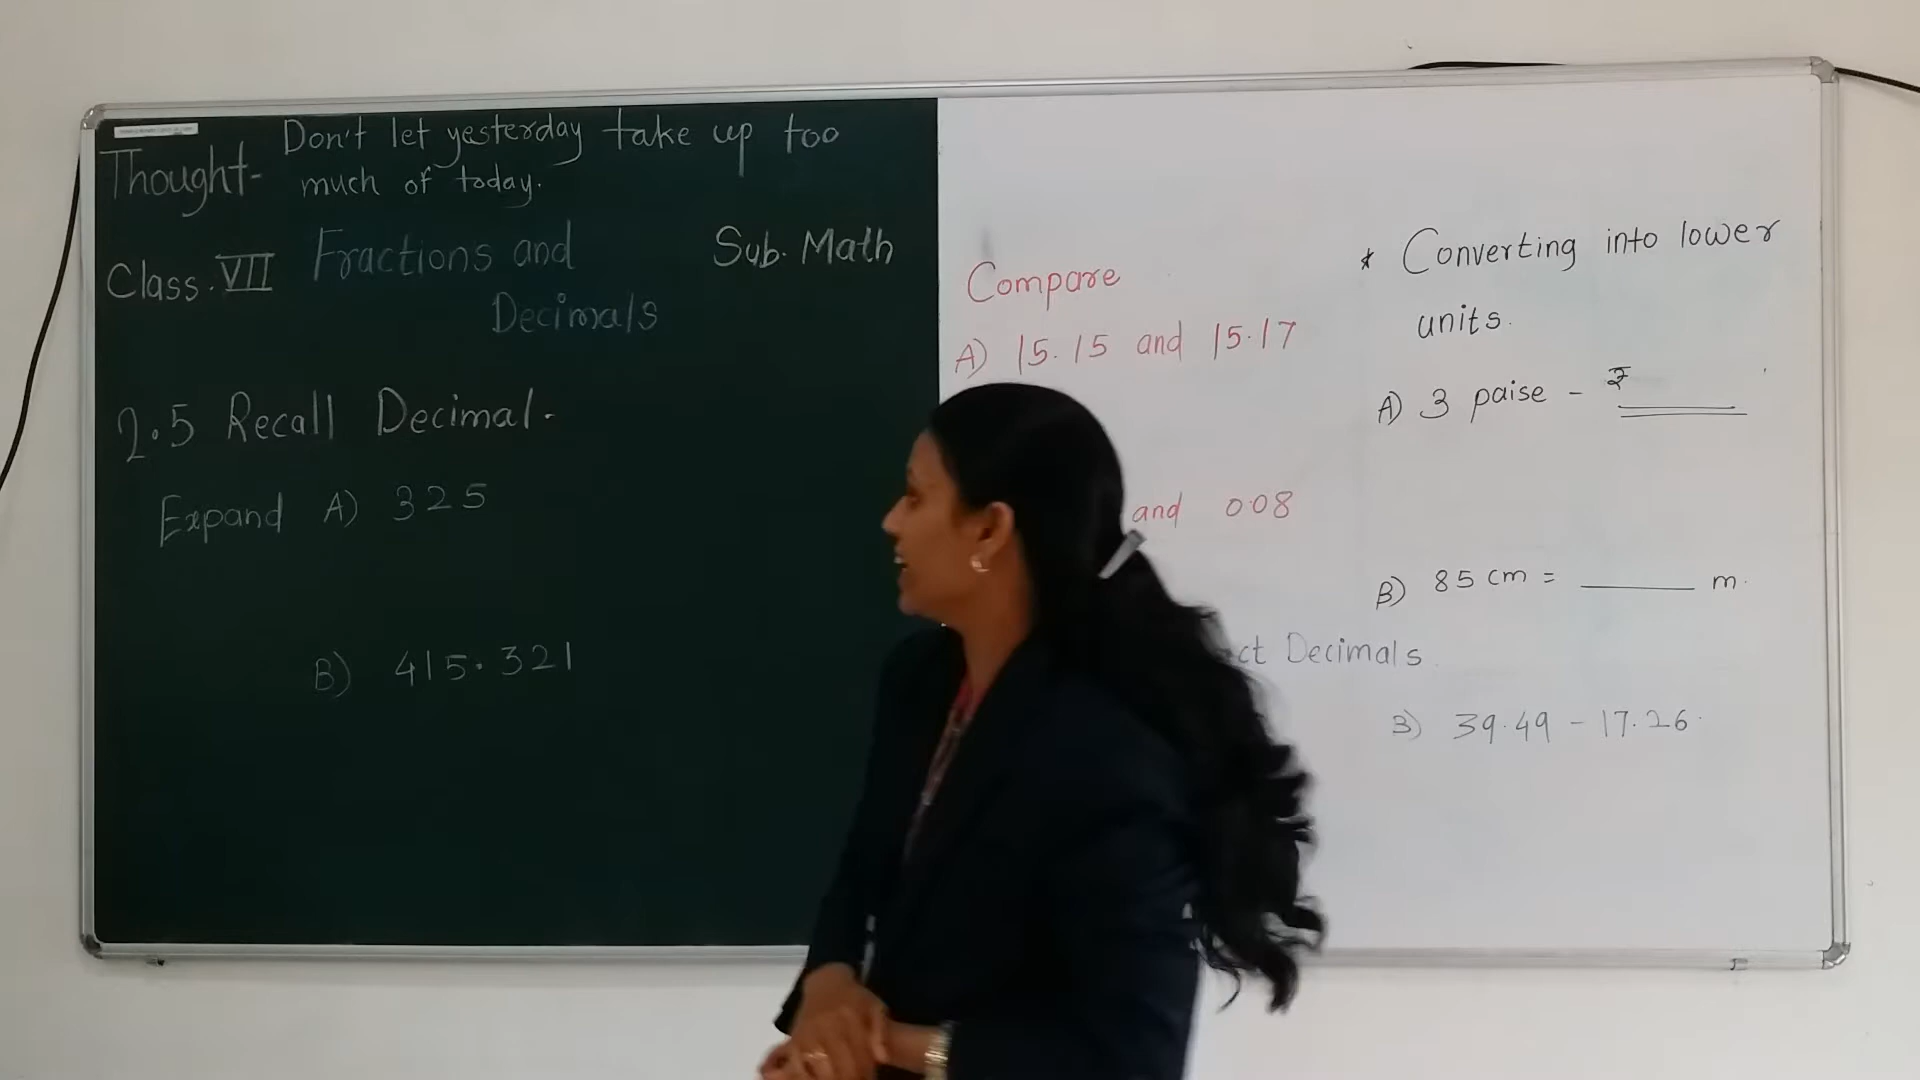 Thought- Don't let yesterday take up too
much of today.
Class. VII Fractions and
Decimals
Sub. Math
2.5 Recall Decimal.
Expand A) 325
B) 415.321
Compare
A) 15.15 and 15.17
and 0.08
Decimals
B) 39.49 - 17.26.
* Converting into lower
units.
A) 3 paise - ₹ ______
B) 85 cm = ______ m.